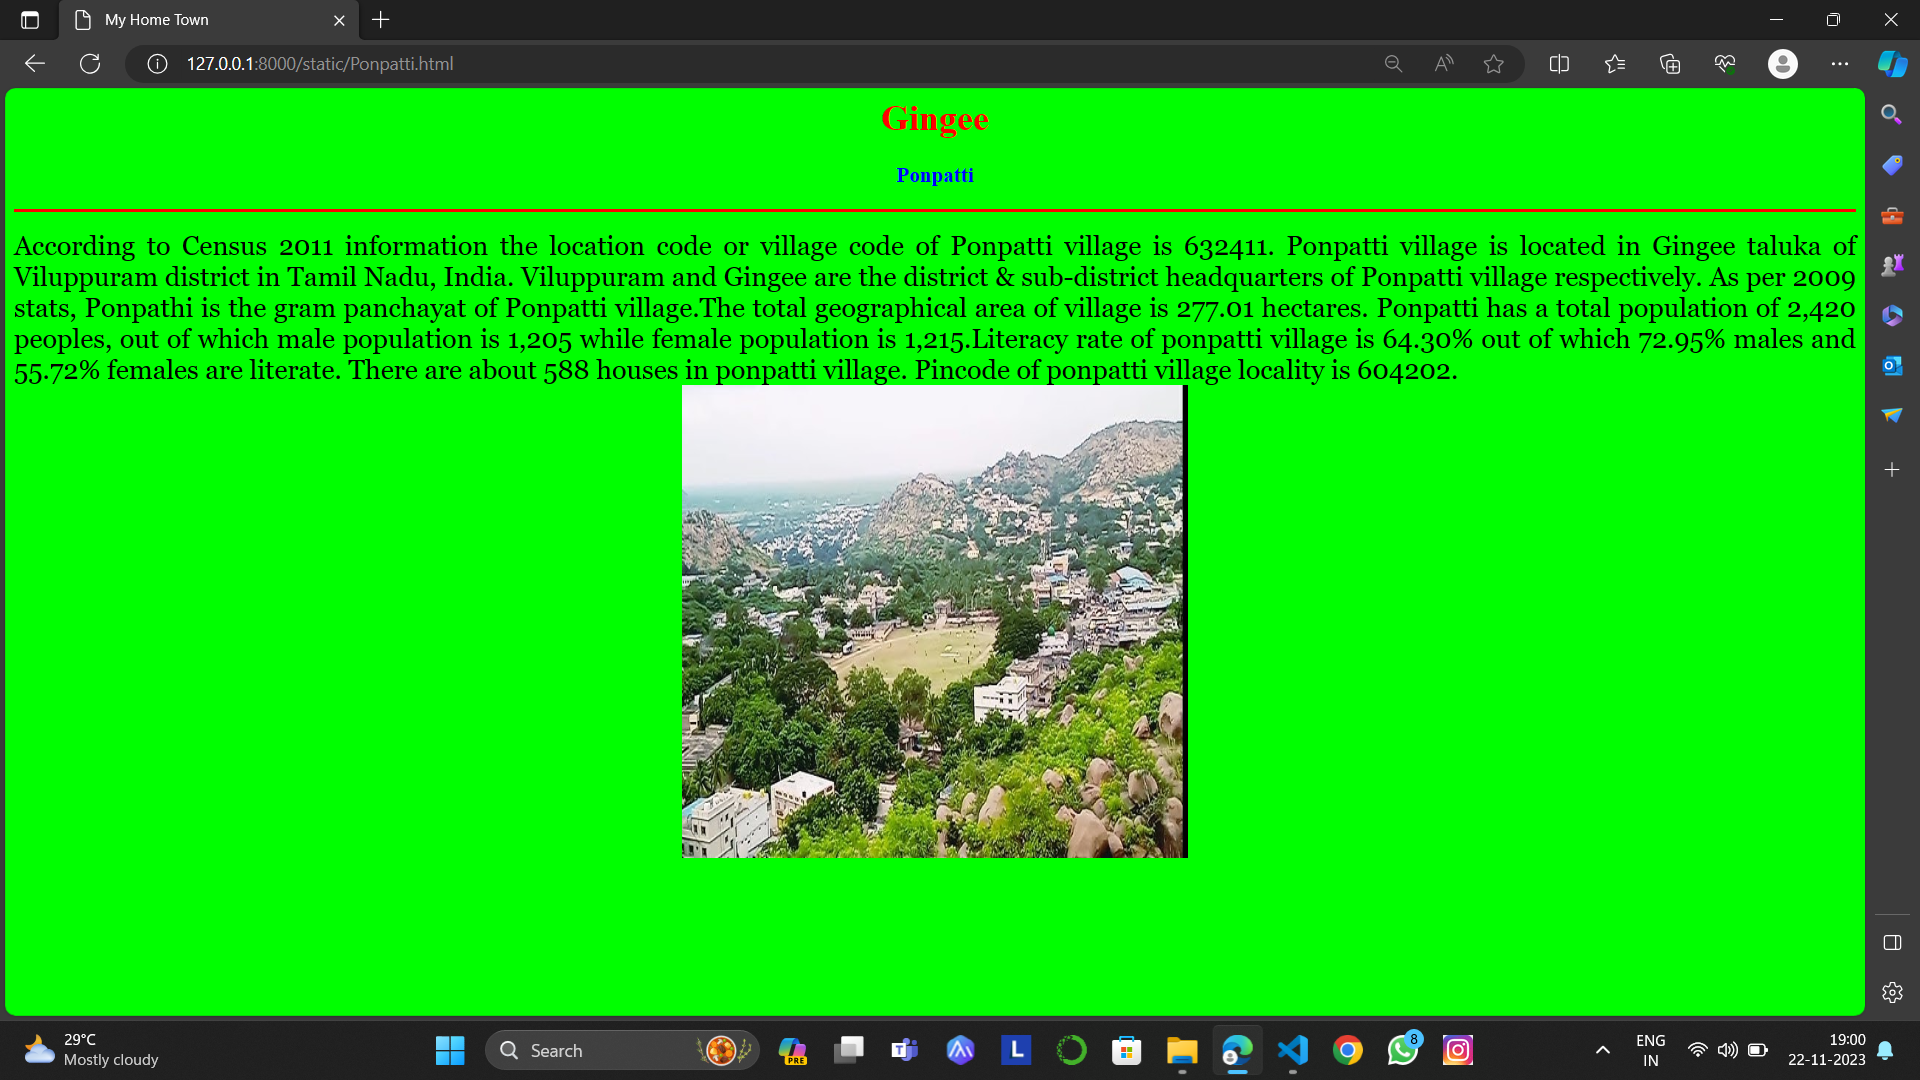 My Home Town
127.0.0.1:8000/static/Ponpatti.html
Gingee
Ponpatti
According to Census 2011 information the location code or village code of Ponpatti village is 632411. Ponpatti village is located in Gingee taluka of
Viluppuram district in Tamil Nadu, India. Viluppuram and Gingee are the district & sub-district headquarters of Ponpatti village respectively. As per 2009
stats, Ponpathi is the gram panchayat of Ponpatti village.The total geographical area of village is 277.01 hectares. Ponpatti has a total population of 2,420
peoples, out of which male population is 1,205 while female population is 1,215.Literacy rate of ponpatti village is 64.30% out of which 72.95% males and
55.72% females are literate. There are about 588 houses in ponpatti village. Pincode of ponpatti village locality is 604202.
29°C
Mostly cloudy
Search
PRE
L
8
ENG
IN
19:00
22-11-2023